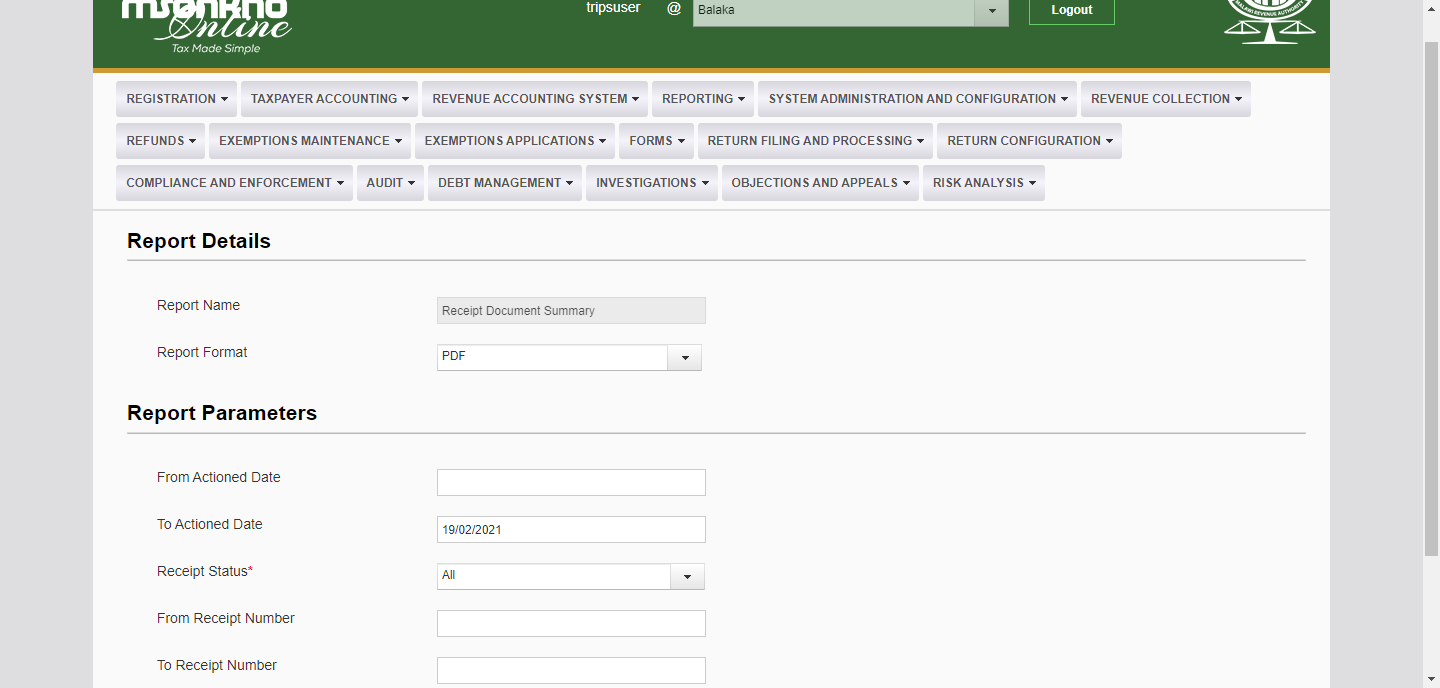 msonkho
tripsuser @ Balaka Logout
Online
Tax Made Simple
MALAWI REVENUE AUTHORITY
REGISTRATION TAXPAYER ACCOUNTING REVENUE ACCOUNTING SYSTEM REPORTING SYSTEM ADMINISTRATION AND CONFIGURATION REVENUE COLLECTION
REFUNDS EXEMPTIONS MAINTENANCE EXEMPTIONS APPLICATIONS FORMS RETURN FILING AND PROCESSING RETURN CONFIGURATION
COMPLIANCE AND ENFORCEMENT AUDIT DEBT MANAGEMENT INVESTIGATIONS OBJECTIONS AND APPEALS RISK ANALYSIS
Report Details
Report Name Receipt Document Summary
Report Format PDF
Report Parameters
From Actioned Date
To Actioned Date 19/02/2021
Receipt Status* All
From Receipt Number
To Receipt Number